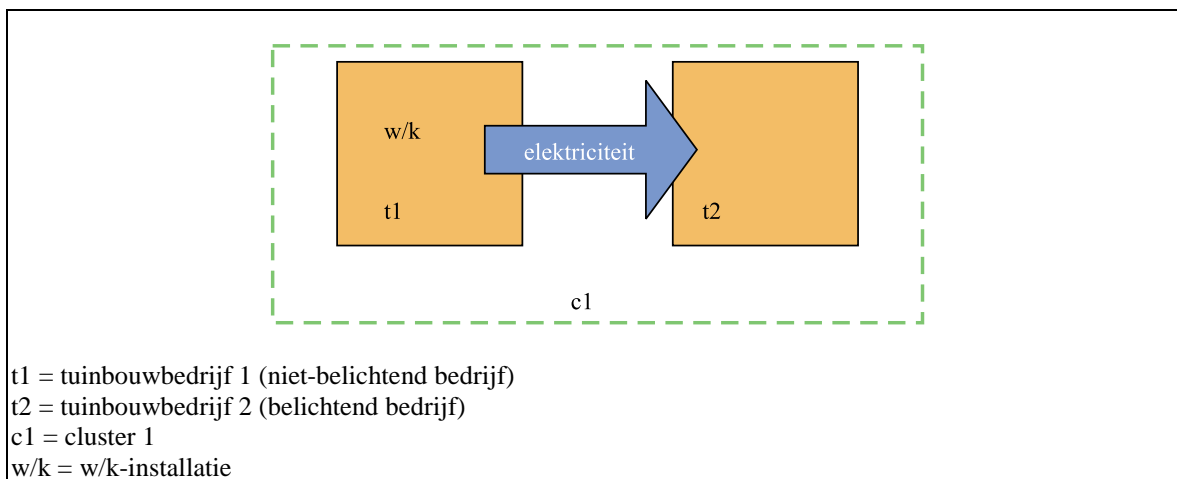 w/k
elektriciteit
t1
t2
c1
t1 = tuinbouwbedrijf 1 (niet-belichtend bedrijf)
t2 = tuinbouwbedrijf 2 (belichtend bedrijf)
c1 = cluster 1
w/k = w/k-installatie